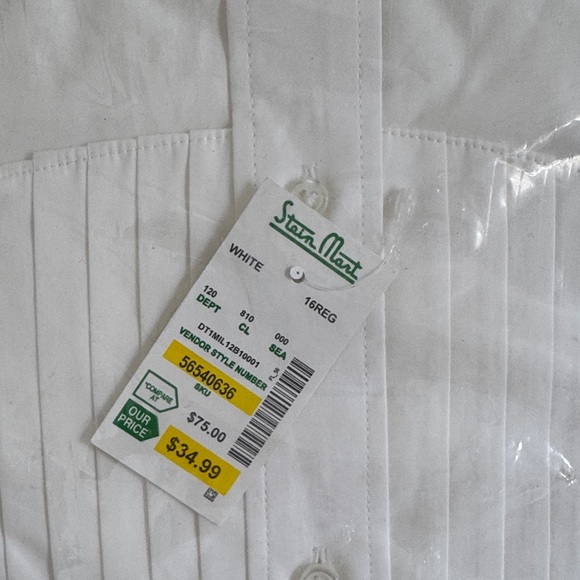 Stein Mart
WHITE
16REG
120 810 000
DEPT CL SEA
DT1MIL12B10001
VENDOR STYLE NUMBER
56540636
SKU
"COMPARE AT
$75.00
OUR PRICE
$34.99